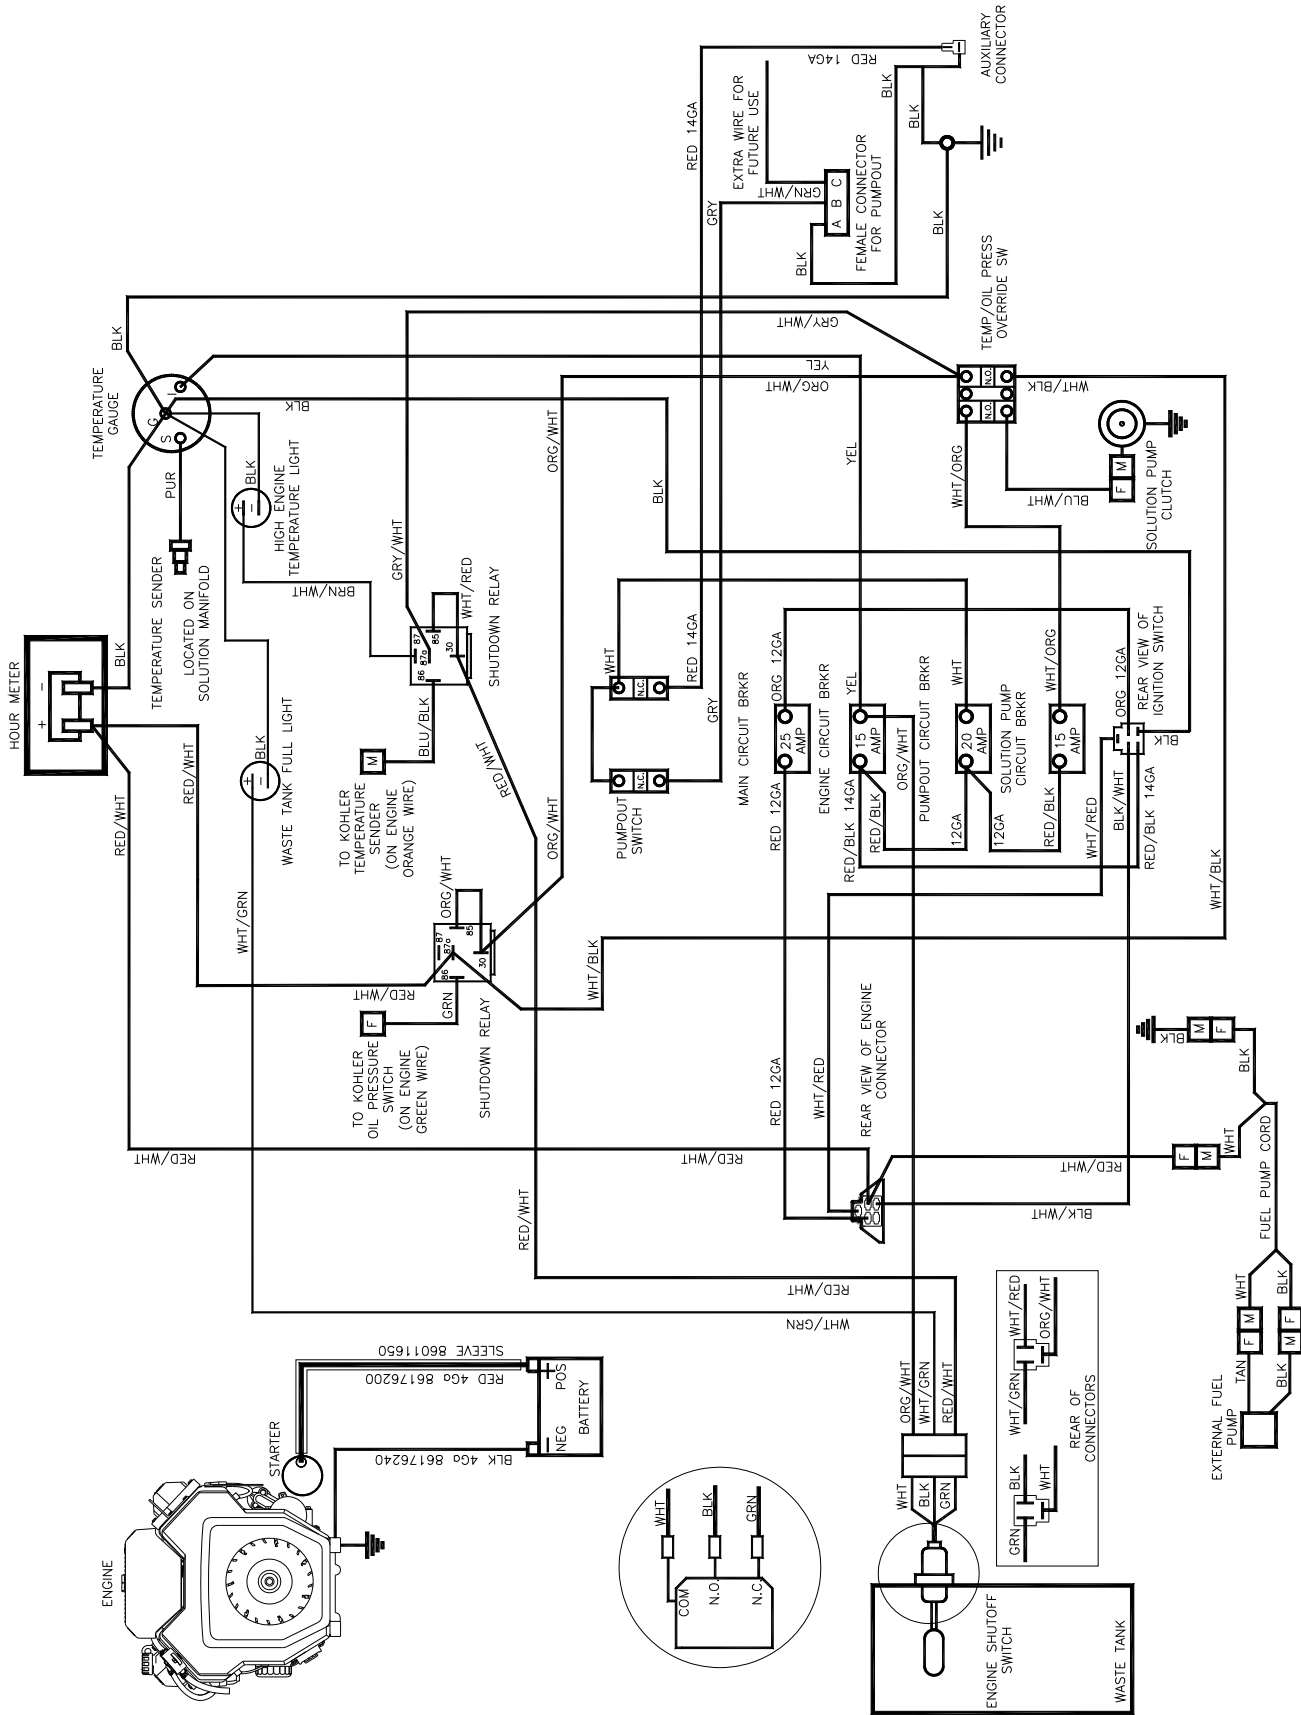 HOUR METER
+
-
RED/WHT
RED/WHT
BLK
TEMPERATURE
GAUGE
S
G
I
BLK
PUR
TEMPERATURE SENDER
LOCATED ON
SOLUTION MANIFOLD
BLK
+
-
HIGH ENGINE
TEMPERATURE LIGHT
BRN/WHT
BLK
WASTE TANK FULL LIGHT
+
-
BLK
WHT/GRN
GRY/WHT
SHUTDOWN RELAY
86
87
87a
85
30
WHT/RED
BLU/BLK
M
TO KOHLER
TEMPERATURE
SENDER
(ON ENGINE
ORANGE WIRE)
RED/WHT
ORG/WHT
ORG/WHT
SHUTDOWN RELAY
86
87
87a
85
30
ORG/WHT
GRN
RED/WHT
F
TO KOHLER
OIL PRESSURE
SWITCH
(ON ENGINE
GREEN WIRE)
WHT/BLK
RED/WHT
RED/WHT
RED/WHT
RED/WHT
WHT/GRN
RED 14GA
RED 14GA
AUXILIARY
CONNECTOR
BLK
BLK
BLK
EXTRA WIRE FOR
FUTURE USE
GRN/WHT
GRY
A B C
FEMALE CONNECTOR
FOR PUMPOUT
BLK
GRY/WHT
YEL
ORG/WHT
TEMP/OIL PRESS
OVERRIDE SW
N.O.
N.O.
WHT/BLK
WHT/ORG
BLU/WHT
F M
SOLUTION PUMP
CLUTCH
YEL
BLK
WHT
RED 14GA
GRY
N.C.
N.C.
PUMPOUT
SWITCH
MAIN CIRCUIT BRKR
25
AMP
ORG 12GA
RED 12GA
ENGINE CIRCUIT BRKR
15
AMP
YEL
RED/BLK 14GA
RED/BLK
ORG/WHT
PUMPOUT CIRCUIT BRKR
20
AMP
WHT
12GA
SOLUTION PUMP
CIRCUIT BRKR
15
AMP
WHT/ORG
12GA
RED/BLK
WHT/RED
BLK/WHT
ORG 12GA
REAR VIEW OF
IGNITION SWITCH
BLK
RED/BLK 14GA
WHT/BLK
RED 12GA
WHT/RED
REAR VIEW OF ENGINE
CONNECTOR
RED/WHT
BLK/WHT
BLK
M F
BLK
F M
WHT
FUEL PUMP CORD
WHT
BLK
F M
M F
TAN
BLK
EXTERNAL FUEL
PUMP
ENGINE
STARTER
SLEEVE 86011650
RED 4Ga 86176200
BLK 4Ga 86176240
NEG
POS
-
+
BATTERY
WHT
BLK
GRN
COM
N.O.
N.C.
ORG/WHT
WHT/GRN
RED/WHT
WHT
BLK
GRN
ENGINE SHUTOFF
SWITCH
WASTE TANK
GRN
BLK
WHT
WHT/GRN
WHT/RED
ORG/WHT
REAR OF
CONNECTORS